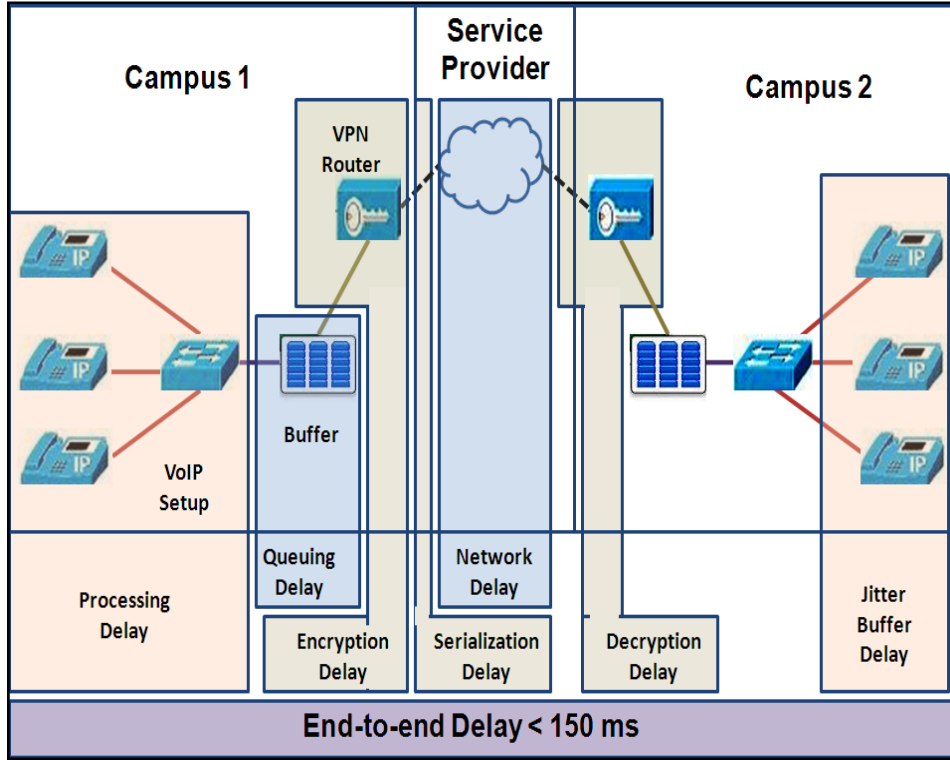 Campus 1
Service
Provider
Campus 2
VPN
Router
IP
IP
IP
VoIP
Setup
Buffer
IP
IP
IP
Processing
Delay
Queuing
Delay
Encryption
Delay
Serialization
Delay
Network
Delay
Decryption
Delay
Jitter
Buffer
Delay
End-to-end Delay < 150 ms